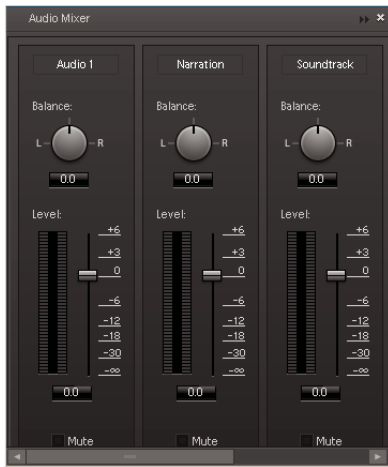 Audio Mixer
Audio 1 Narration Soundtrack
Balance: Balance: Balance:
L R L R L R
0.0 0.0 0.0
Level: Level: Level:
+6 +6 +6
+3 +3 +3
0 0 0
-6 -6 -6
-12 -12 -12
-18 -18 -18
-30 -30 -30
-∞ -∞ -∞
0.0 0.0 0.0
Mute Mute Mute